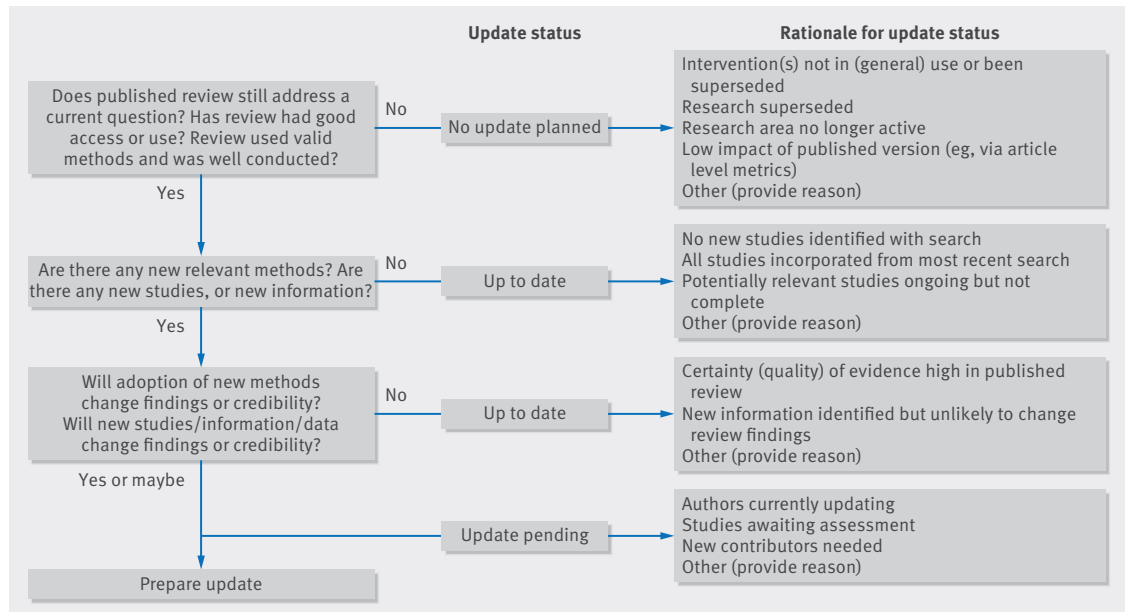 Update status
Rationale for update status
Does published review still address a
current question? Has review had good
access or use? Review used valid
methods and was well conducted?
No
No update planned
Intervention(s) not in (general) use or been
superseded
Research superseded
Research area no longer active
Low impact of published version (eg, via article
level metrics)
Other (provide reason)
Yes
Are there any new relevant methods? Are
there any new studies, or new information?
No
Up to date
No new studies identified with search
All studies incorporated from most recent search
Potentially relevant studies ongoing but not
complete
Other (provide reason)
Yes
Will adoption of new methods
change findings or credibility?
Will new studies/information/data
change findings or credibility?
No
Up to date
Certainty (quality) of evidence high in published
review
New information identified but unlikely to change
review findings
Other (provide reason)
Yes or maybe
Update pending
Authors currently updating
Studies awaiting assessment
New contributors needed
Other (provide reason)
Prepare update